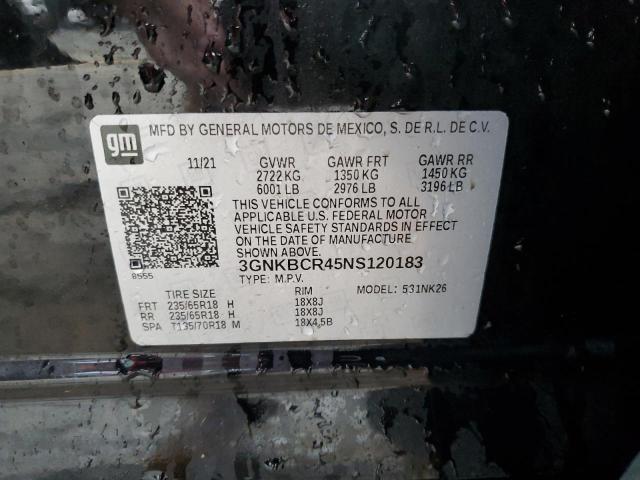 gm MFD BY GENERAL MOTORS DE MEXICO, S. DE R.L. DE C.V.
11/21 GVWR GAWR FRT GAWR RR
2722 KG 1350 KG 1450 KG
6001 LB 2976 LB 3196 LB
THIS VEHICLE CONFORMS TO ALL
APPLICABLE U.S. FEDERAL MOTOR
VEHICLE SAFETY STANDARDS IN
EFFECT ON THE DATE OF
MANUFACTURE SHOWN ABOVE.
3GNKBCR45NS120183
8555 TYPE: M.P.V.
TIRE SIZE RIM MODEL: 531NK26
FRT 235/65R18 H 18X8J
RR 235/65R18 H 18X8J
SPA T135/70R18 M 18X4.5B